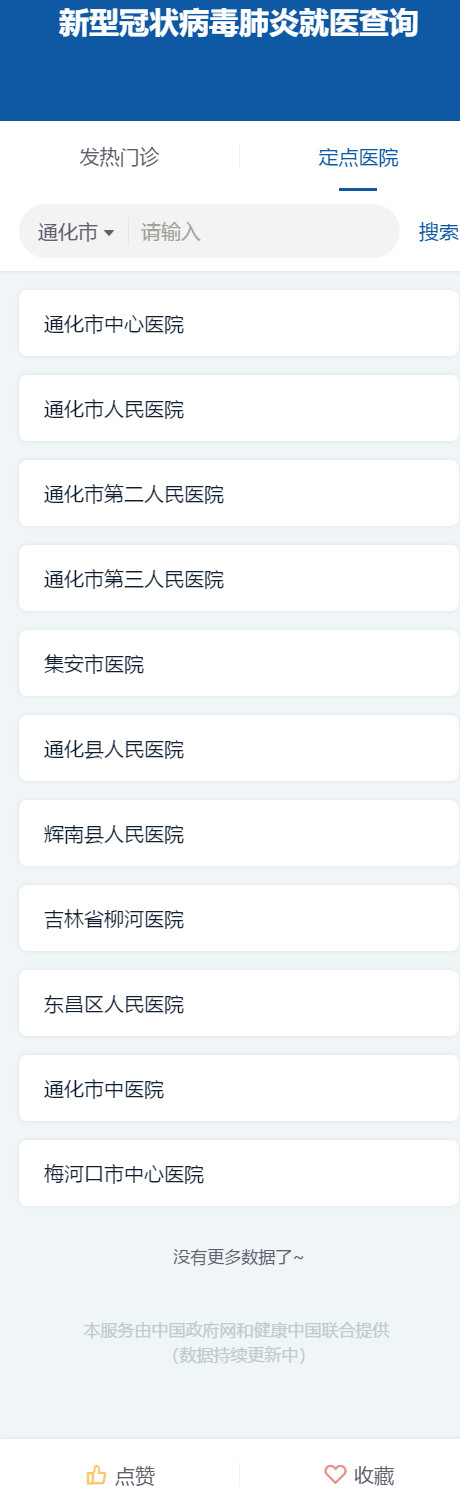 新型冠状病毒肺炎就医查询
发热门诊 定点医院
通化市 请输入 搜索
通化市中心医院
通化市人民医院
通化市第二人民医院
通化市第三人民医院
集安市医院
通化县人民医院
辉南县人民医院
吉林省柳河医院
东昌区人民医院
通化市中医院
梅河口市中心医院
没有更多数据了~
本服务由中国政府网和健康中国联合提供
（数据持续更新中）
点赞 收藏